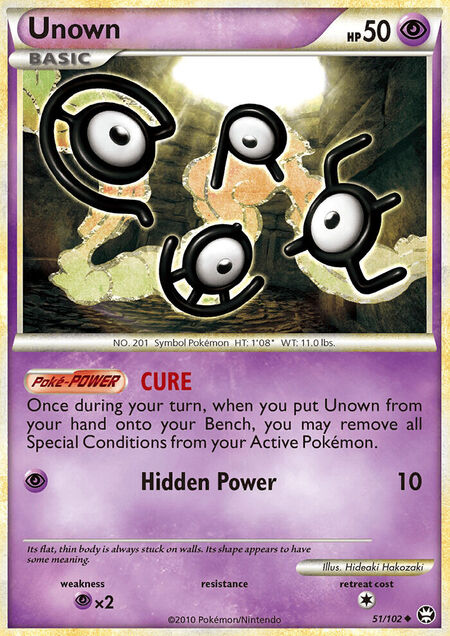 Unown HP 50
BASIC
NO. 201 Symbol Pokémon HT: 1'08" WT: 11.0 lbs.
Poké-POWER CURE
Once during your turn, when you put Unown from
your hand onto your Bench, you may remove all
Special Conditions from your Active Pokémon.
Hidden Power 10
Its flat, thin body is always stuck on walls. Its shape appears to have
some meaning.
Illus. Hideaki Hakozaki
weakness resistance retreat cost
×2
©2010 Pokémon/Nintendo 51/102